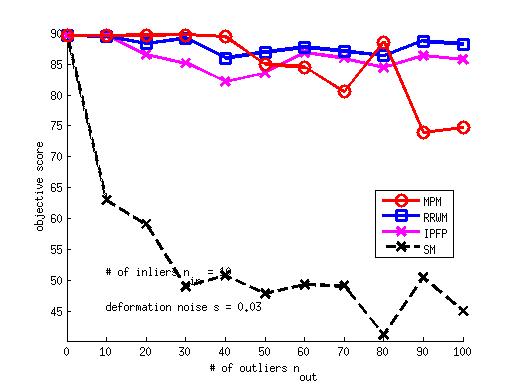 90
85
80
75
70
65
60
55
50
45
objective score
MPM
RRWM
IPFP
SM
# of inliers n in =
deformation noise s = 0.03
0 10 20 30 40 50 60 70 80 90 100
# of outliers n out